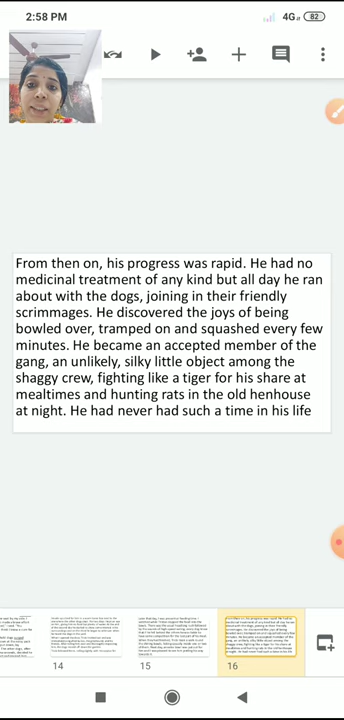 2:58 PM
4G
82
From then on, his progress was rapid. He had no
medicinal treatment of any kind but all day he ran
about with the dogs, joining in their friendly
scrimmages. He discovered the joys of being
bowled over, tramped on and squashed every few
minutes. He became an accepted member of the
gang, an unlikely, silky little object among the
shaggy crew, fighting like a tiger for his share at
mealtimes and hunting rats in the old henhouse
at night. He had never had such a time in his life
14
15
16